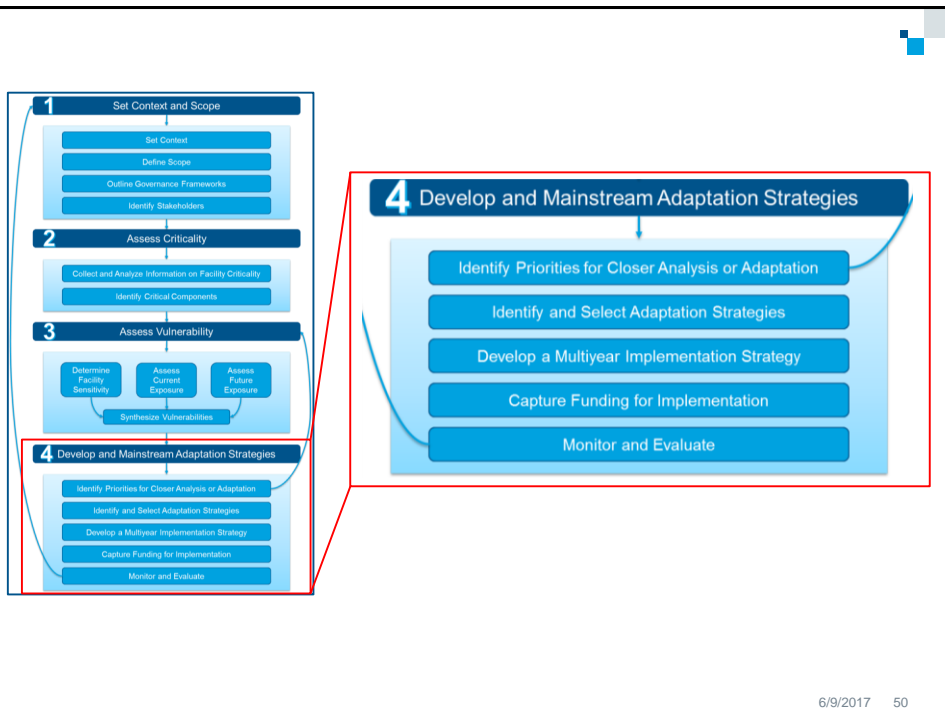 1 Set Context and Scope
Set Context
Define Scope
Outline Governance Frameworks
Identify Stakeholders
2 Assess Criticality
Collect and Analyze Information on Facility Criticality
Identify Critical Components
3 Assess Vulnerability
Determine
Facility
Sensitivity
Assess
Current
Exposure
Assess
Future
Exposure
Synthesize Vulnerabilities
4 Develop and Mainstream Adaptation Strategies
Identify Priorities for Closer Analysis or Adaptation
Identify and Select Adaptation Strategies
Develop a Multiyear Implementation Strategy
Capture Funding for Implementation
Monitor and Evaluate
4 Develop and Mainstream Adaptation Strategies
Identify Priorities for Closer Analysis or Adaptation
Identify and Select Adaptation Strategies
Develop a Multiyear Implementation Strategy
Capture Funding for Implementation
Monitor and Evaluate
6/9/2017 50